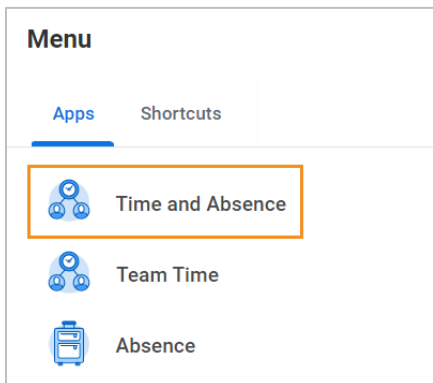 Menu
Apps Shortcuts
Time and Absence
Team Time
Absence